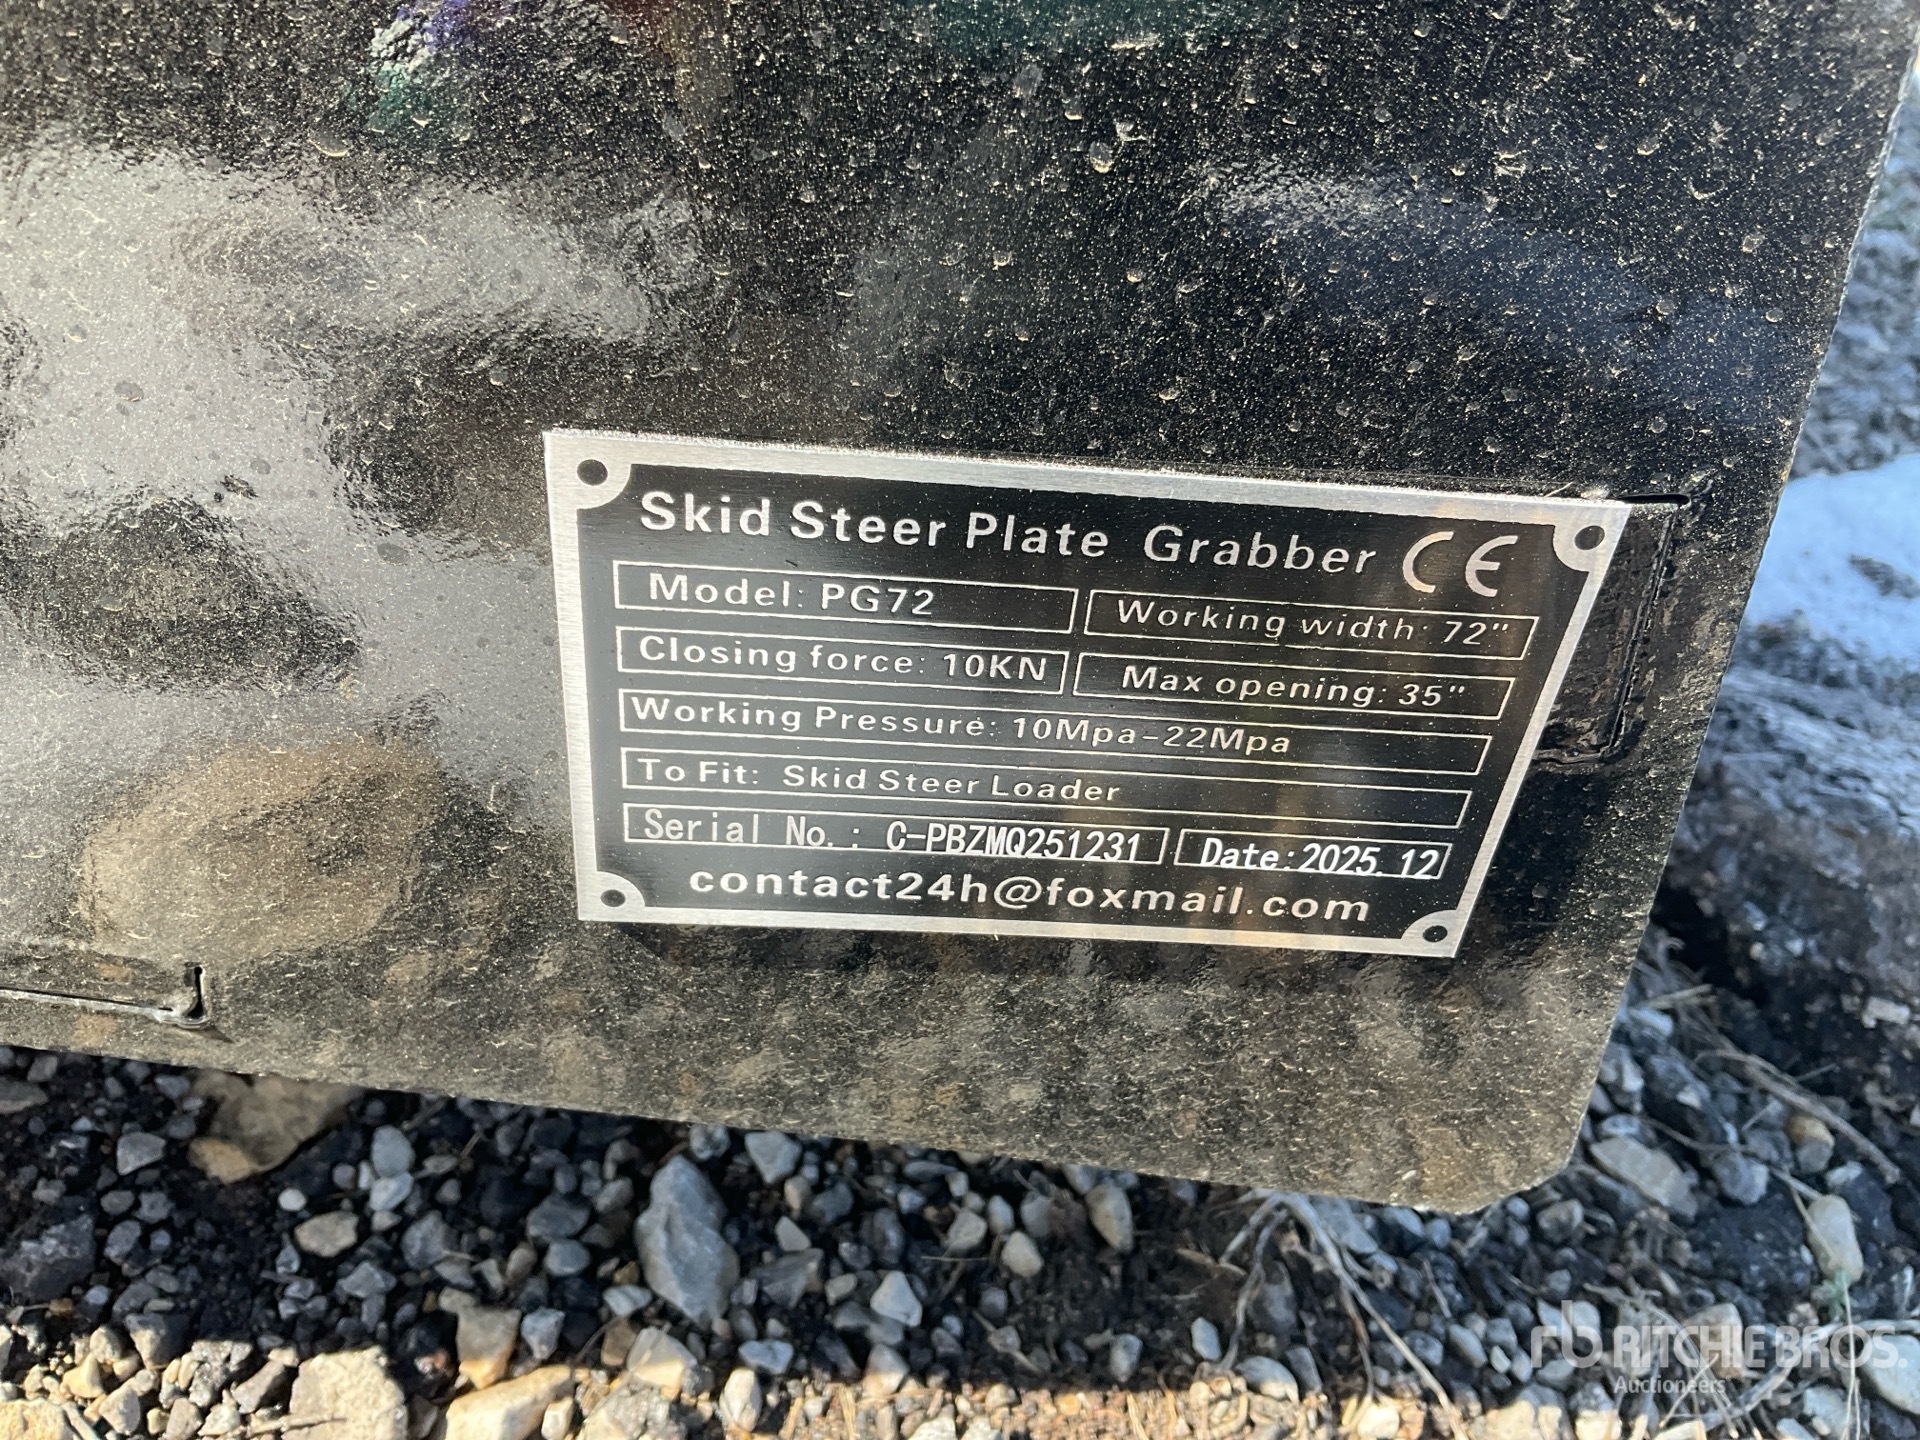 Skid Steer Plate Grabber CE
Model: PG72
Working width: 72"
Closing force: 10KN
Max opening: 35"
Working Pressure: 10Mpa-22Mpa
To Fit: Skid Steer Loader
Serial No.: C-PBZMQ251231
Date:2025.12
contact24h@foxmail.com
rb RITCHIE BROS.
Auctioneers